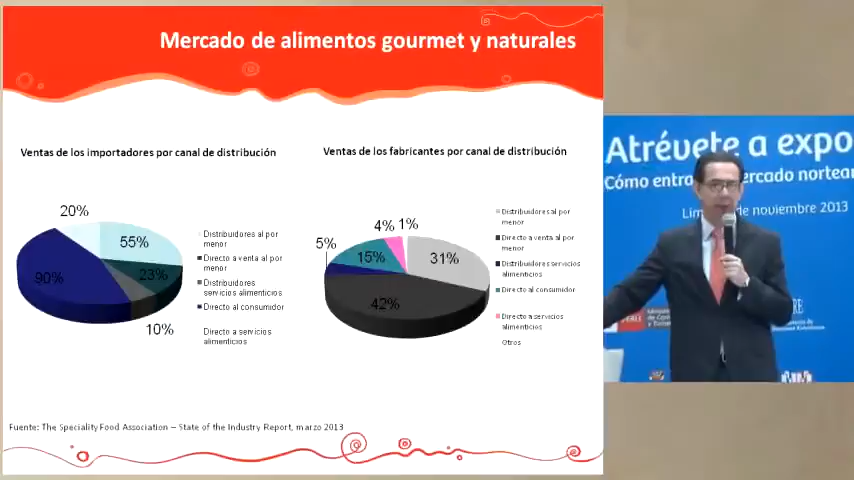 Mercado de alimentos gourmet y naturales
Ventas de los importadores por canal de distribución
20%
55%
23%
90%
10%
Distribuidores al por
menor
Directo a venta al por
menor
Distribuidores
servicios alimenticios
Directo al consumidor
Directo a servicios
alimenticios
Ventas de los fabricantes por canal de distribución
4%
1%
5%
15%
31%
42%
Distribuidores al por
menor
Directo a venta al por
menor
Distribuidores servicios
alimenticios
Directo al consumidor
Directo a servicios
alimenticios
Otros
Fuente: The Speciality Food Association – State of the Industry Report, marzo 2013
Atrévete a expo
Cómo entra mercado nortear
Lim de noviembre 2013
PERÚ